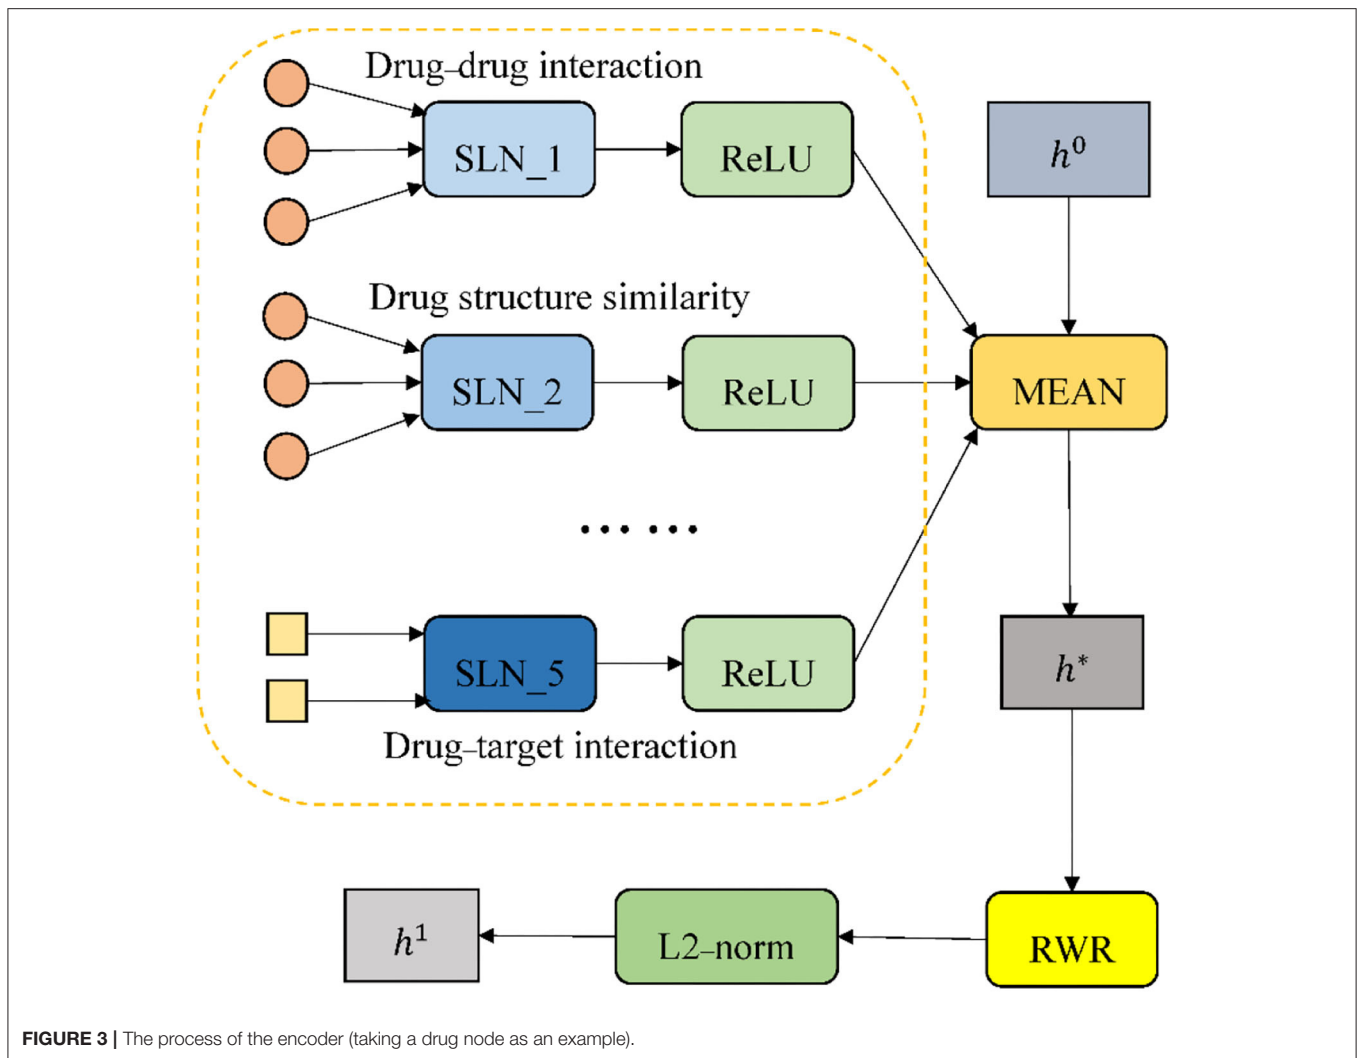 Drug–drug interaction
SLN_1
ReLU
h⁰
Drug structure similarity
SLN_2
ReLU
MEAN
…… 
SLN_5
ReLU
h*
Drug–target interaction
h¹
L2–norm
RWR
FIGURE 3 | The process of the encoder (taking a drug node as an example).